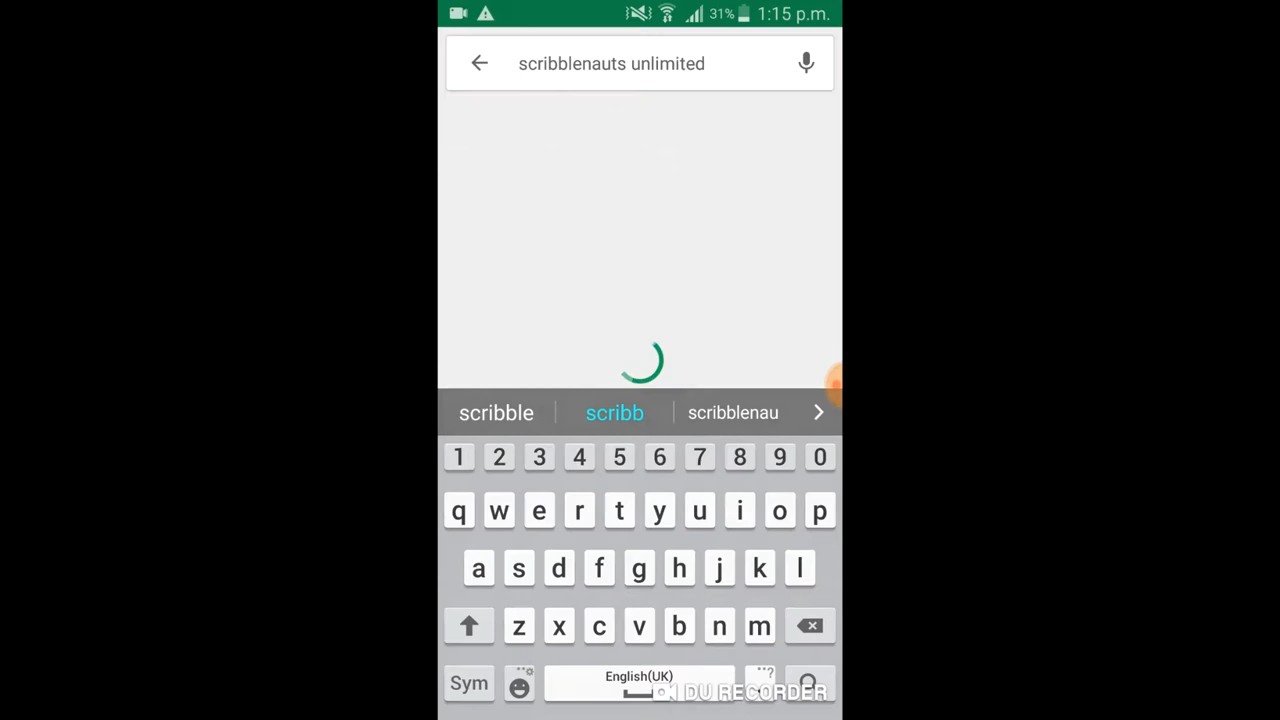 31% 1:15 p.m.
scribblenauts unlimited
scribble scribb scribblenau
1 2 3 4 5 6 7 8 9 0
q w e r t y u i o p
a s d f g h j k l
z x c v b n m
Sym English(UK) ...?
DU RECORDER